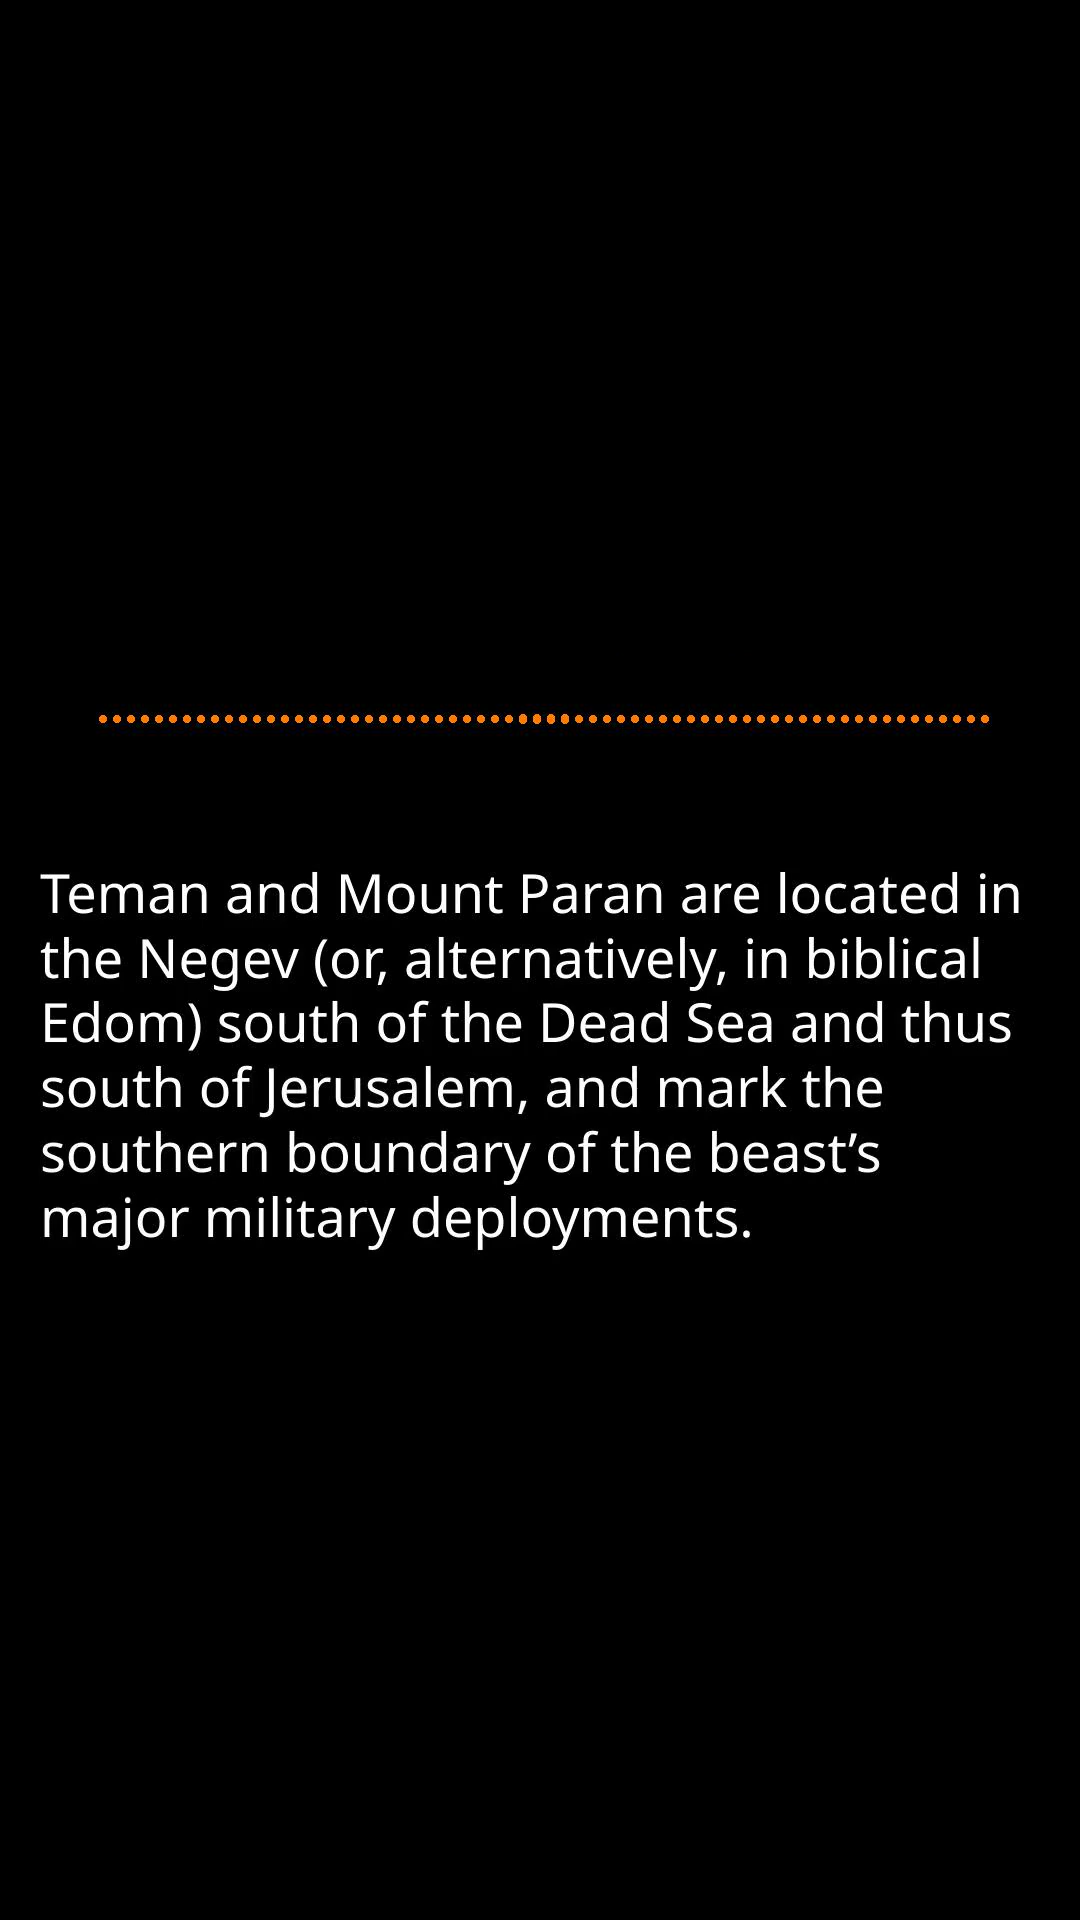 Teman and Mount Paran are located in
the Negev (or, alternatively, in biblical
Edom) south of the Dead Sea and thus
south of Jerusalem, and mark the
southern boundary of the beast’s
major military deployments.